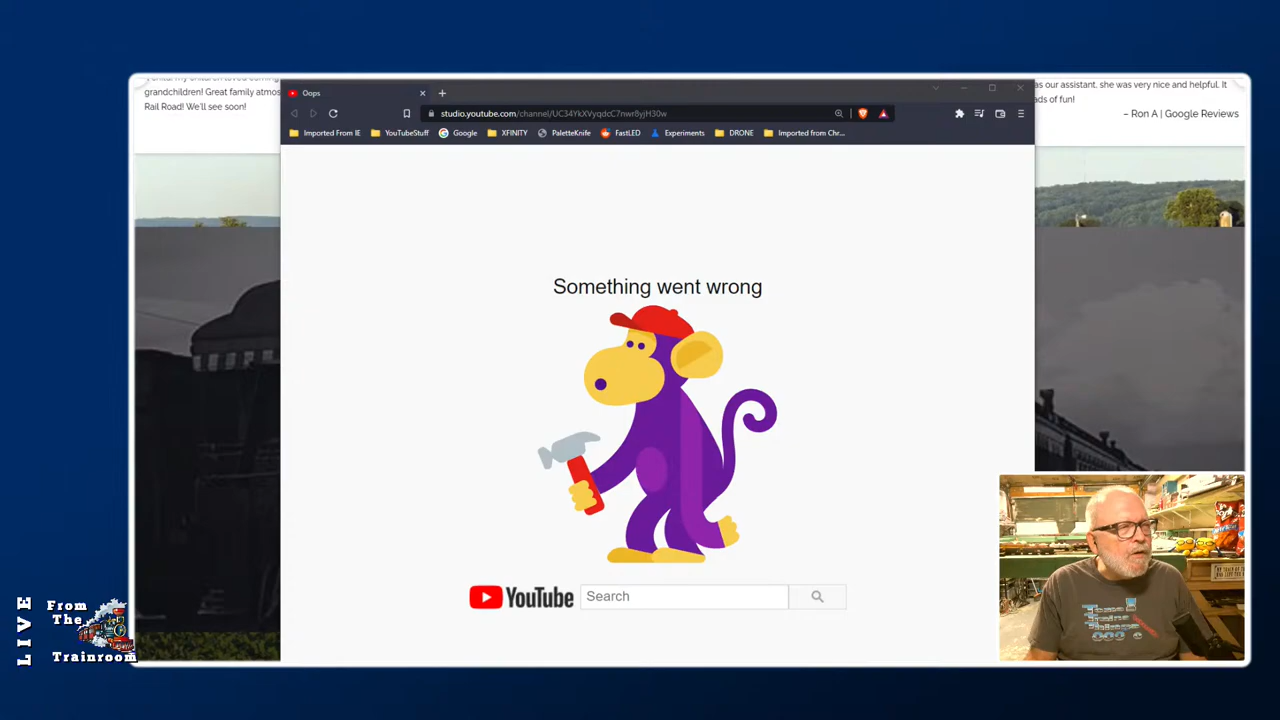 grandchildren! Great family atmos
Rail Road! We'll see soon!
as our assistant, she was very nice and helpful. It
ads of fun!
– Ron A | Google Reviews
Oops
studio.youtube.com/channel/UC34YkXVyqdcC7nwr8yjH30w
Imported From IE
YouTubeStuff
Google
XFINITY
PaletteKnife
FastLED
Experiments
DRONE
Imported from Chr...
Something went wrong
YouTube
Search
LIVE
From
The
Trainroom